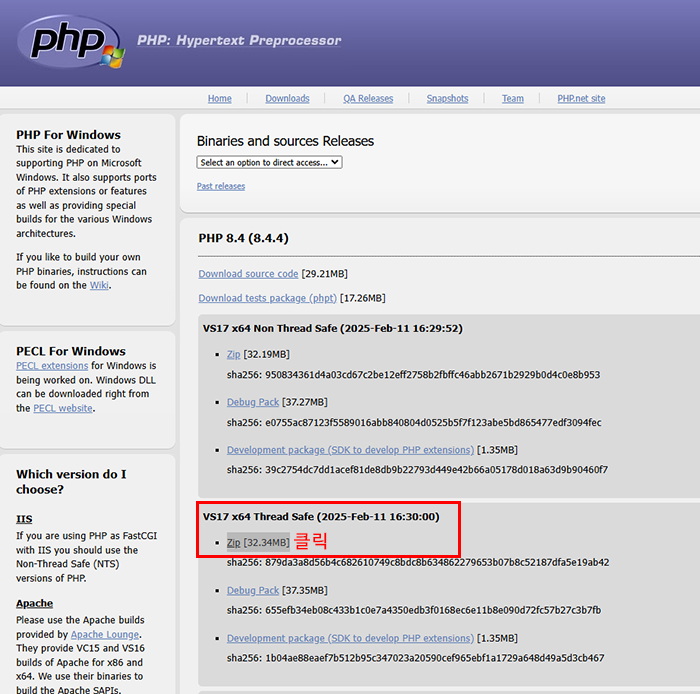 php
PHP: Hypertext Preprocessor
Home
Downloads
QA Releases
Snapshots
Team
PHP.net site
PHP For Windows
This site is dedicated to
supporting PHP on Microsoft
Windows. It also supports ports
of PHP extensions or features
as well as providing special
builds for the various Windows
architectures.
If you like to build your own
PHP binaries, instructions can
be found on the Wiki.
PECL For Windows
PECL extensions for Windows is
being worked on. Windows DLL
can be downloaded right from
the PECL website.
Which version do I
choose?
IIS
If you are using PHP as FastCGI
with IIS you should use the
Non-Thread Safe (NTS)
versions of PHP.
Apache
Please use the Apache builds
provided by Apache Lounge.
They provide VC15 and VS16
builds of Apache for x86 and
x64. We use their binaries to
build the Apache SAPIs.
Binaries and sources Releases
Select an option to direct access...
Past releases
PHP 8.4 (8.4.4)
Download source code [29.21MB]
Download tests package (phpt) [17.26MB]
VS17 x64 Non Thread Safe (2025-Feb-11 16:29:52)
Zip [32.19MB]
sha256: 950834361d4a03cd67c2be12eff2758b2fbffc46abb2671b2929b0d4c0e8b953
Debug Pack [37.27MB]
sha256: e0755ac87123f5589016abb840804d0525b5f7f123abe5bd865477edf3094fec
Development package (SDK to develop PHP extensions) [1.35MB]
sha256: 39c2754dc7dd1acef81de8db9b22793d449e42b66a05178d018a63d9b90460f7
VS17 x64 Thread Safe (2025-Feb-11 16:30:00)
Zip [32.34MB] 클릭
sha256: 879da3a8d56b4c682610749c8bdc8b634862279653b07b8c52187dfa5e19ab42
Debug Pack [37.35MB]
sha256: 655efb34eb08c433b1c0e7a4350edb3f0168ec6e11b8e090d72fc57b27c3b7fb
Development package (SDK to develop PHP extensions) [1.35MB]
sha256: 1b04ae88eaef7b512b95c347023a20590cef965ebf1a1729a648d49a5d3cb467